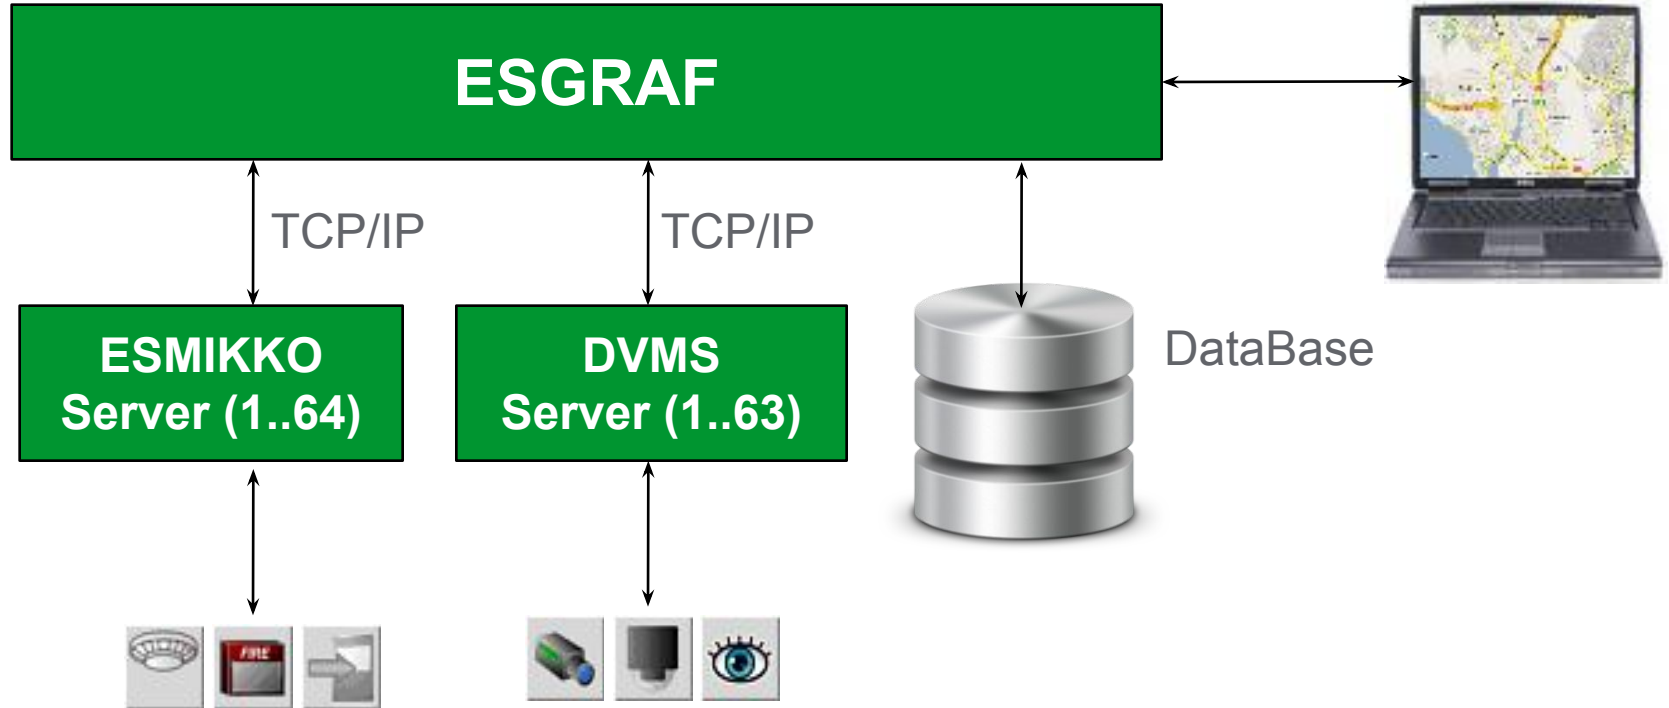 ESGRAF
TCP/IP
TCP/IP
ESMIKKO
Server (1..64)
DVMS
Server (1..63)
DataBase
FIRE